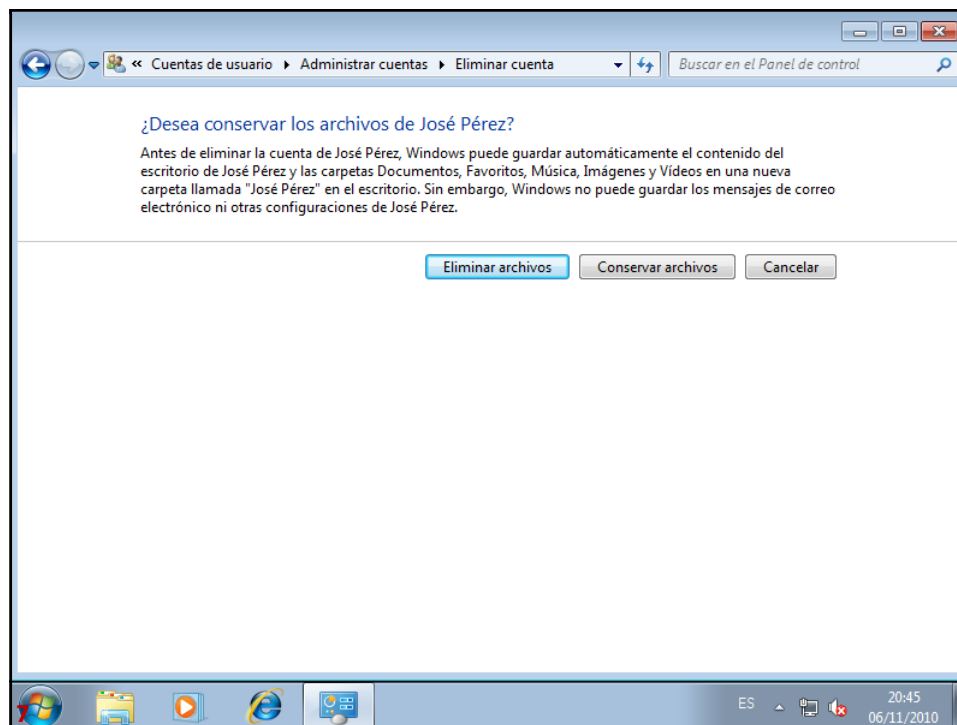 « Cuentas de usuario ▸ Administrar cuentas ▸ Eliminar cuenta
Buscar en el Panel de control
¿Desea conservar los archivos de José Pérez?
Antes de eliminar la cuenta de José Pérez, Windows puede guardar automáticamente el contenido del
escritorio de José Pérez y las carpetas Documentos, Favoritos, Música, Imágenes y Vídeos en una nueva
carpeta llamada "José Pérez" en el escritorio. Sin embargo, Windows no puede guardar los mensajes de correo
electrónico ni otras configuraciones de José Pérez.
Eliminar archivos
Conservar archivos
Cancelar
ES
20:45
06/11/2010